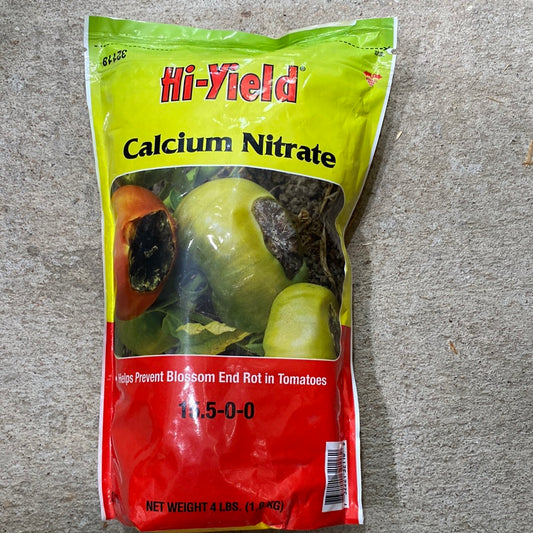 32119
Hi-Yield®
Calcium Nitrate
Helps Prevent Blossom End Rot in Tomatoes
15.5-0-0
NET WEIGHT 4 LBS. (1.8 KG)